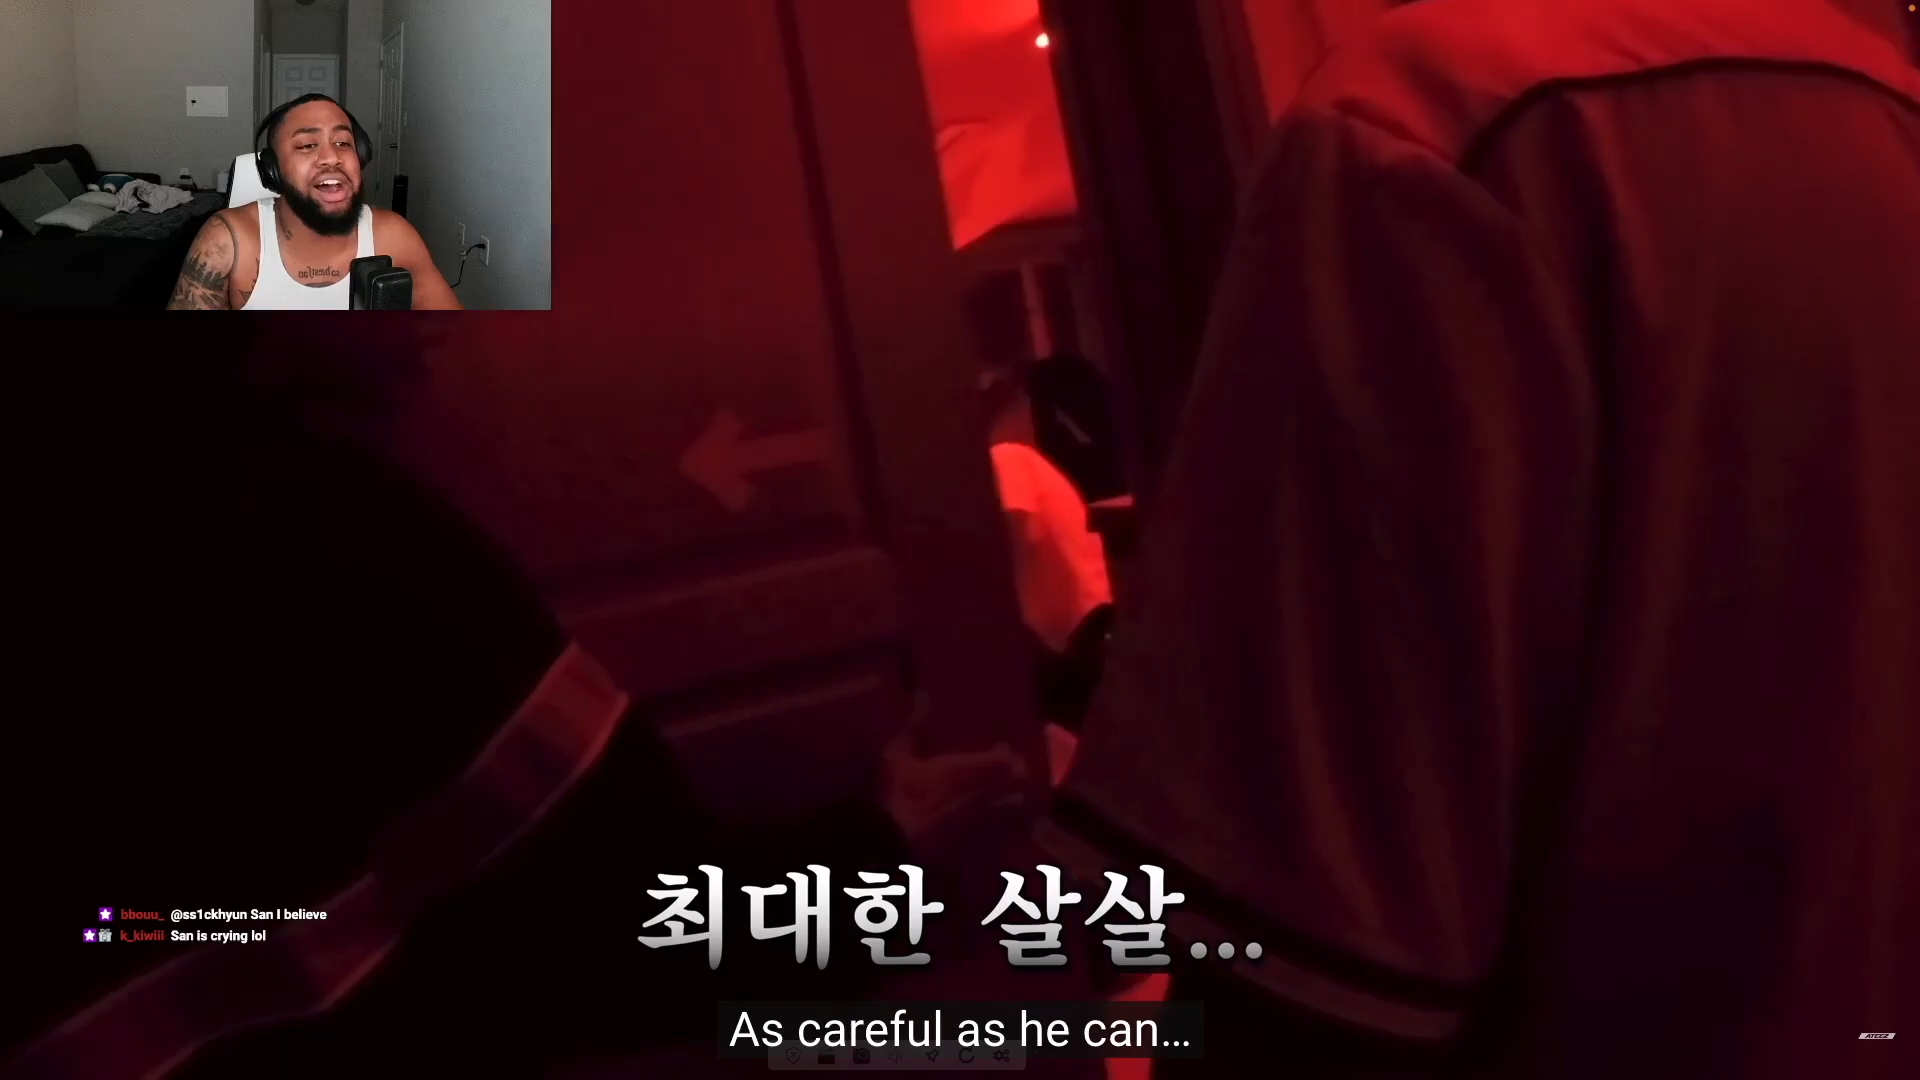 bbouu_ @ss1ckhyun San I believe
k_kiwiii San is crying lol
최대한 살살...
As careful as he can...
ATEEZ